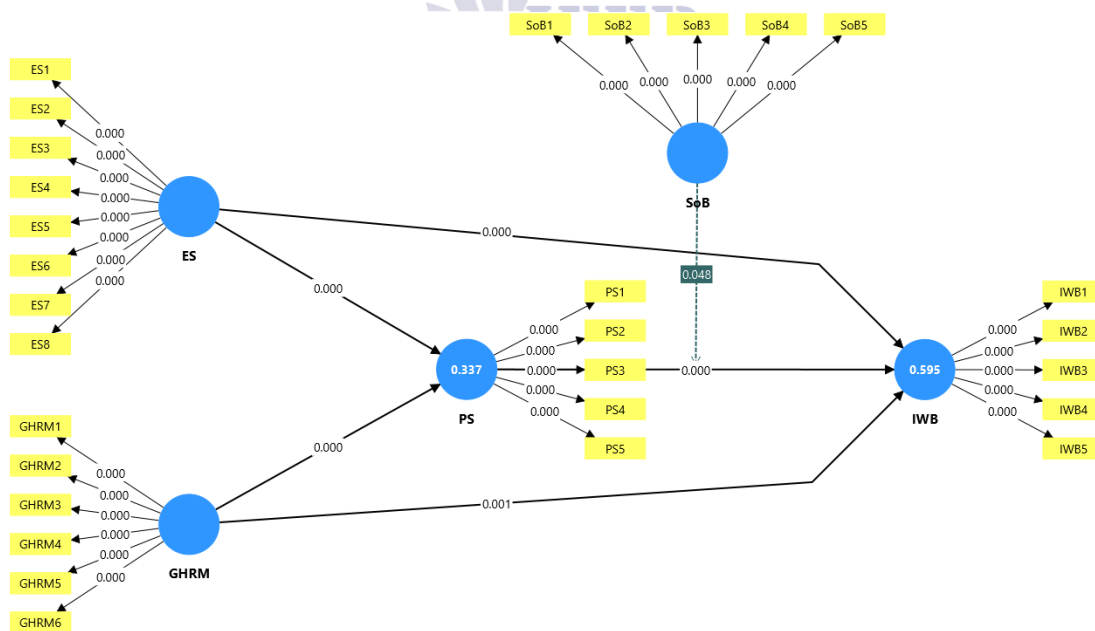 SoB1
SoB2
SoB3
SoB4
SoB5
0.000
0.000
0.000
0.000
0.000
SoB
0.048
ES1
ES2
ES3
ES4
ES5
ES6
ES7
ES8
0.000
0.000
0.000
0.000
0.000
0.000
0.000
0.000
ES
0.000
0.000
PS1
PS2
PS3
PS4
PS5
0.000
0.000
0.000
0.000
0.000
0.337
PS
0.000
IWB1
IWB2
IWB3
IWB4
IWB5
0.000
0.000
0.000
0.000
0.000
0.595
IWB
GHRM1
GHRM2
GHRM3
GHRM4
GHRM5
GHRM6
0.000
0.000
0.000
0.000
0.000
0.000
GHRM
0.000
0.001